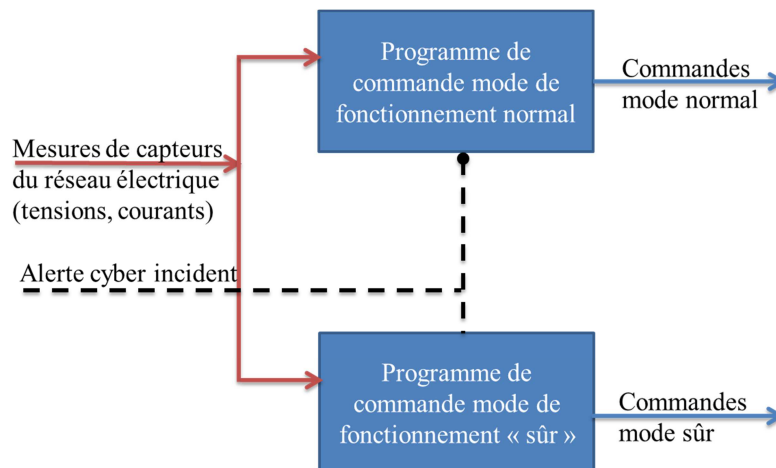 Programme de
commande mode de
fonctionnement normal
Commandes
mode normal
Mesures de capteurs
du réseau électrique
(tensions, courants)
Alerte cyber incident
Programme de
commande mode de
fonctionnement « sûr »
Commandes
mode sûr